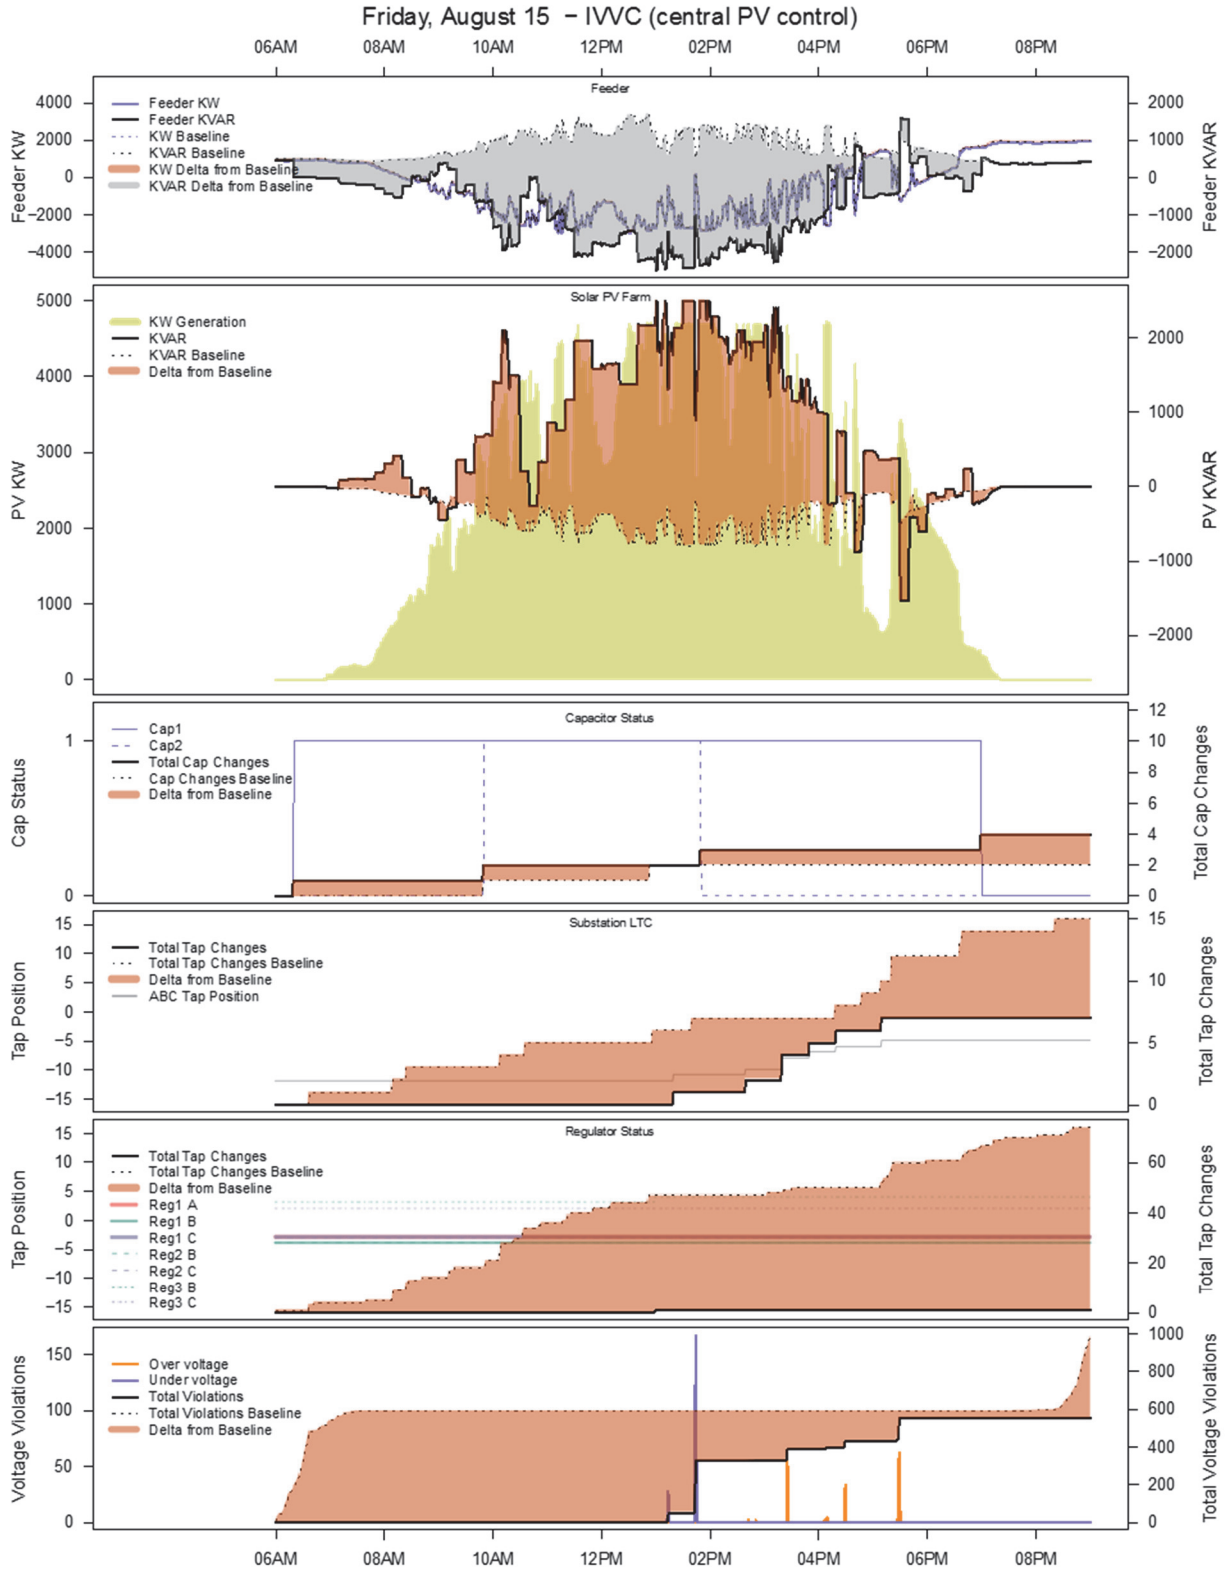 Friday, August 15 – IVVC (central PV control)
06AM 08AM 10AM 12PM 02PM 04PM 06PM 08PM
Feeder
Feeder KW
Feeder KVAR
KW Baseline
KVAR Baseline
KW Delta from Baseline
KVAR Delta from Baseline
4000
2000
0
−2000
−4000
Feeder KW
2000
1000
0
−1000
−2000
Feeder KVAR
Solar PV Farm
KW Generation
KVAR
KVAR Baseline
Delta from Baseline
5000
4000
3000
2000
1000
0
PV KW
2000
1000
0
−1000
−2000
PV KVAR
Capacitor Status
Cap1
Cap2
Total Cap Changes
Cap Changes Baseline
Delta from Baseline
1
0
Cap Status
12
10
8
6
4
2
0
Total Cap Changes
Substation LTC
Total Tap Changes
Total Tap Changes Baseline
Delta from Baseline
ABC Tap Position
15
10
5
0
−5
−10
−15
Tap Position
15
10
5
0
Total Tap Changes
Regulator Status
Total Tap Changes
Total Tap Changes Baseline
Delta from Baseline
Reg1 A
Reg1 B
Reg1 C
Reg2 B
Reg2 C
Reg3 B
Reg3 C
15
10
5
0
−5
−10
−15
Tap Position
60
40
20
0
Total Tap Changes
Over voltage
Under voltage
Total Violations
Total Violations Baseline
Delta from Baseline
150
100
50
0
Voltage Violations
1000
800
600
400
200
0
Total Voltage Violations
06AM 08AM 10AM 12PM 02PM 04PM 06PM 08PM